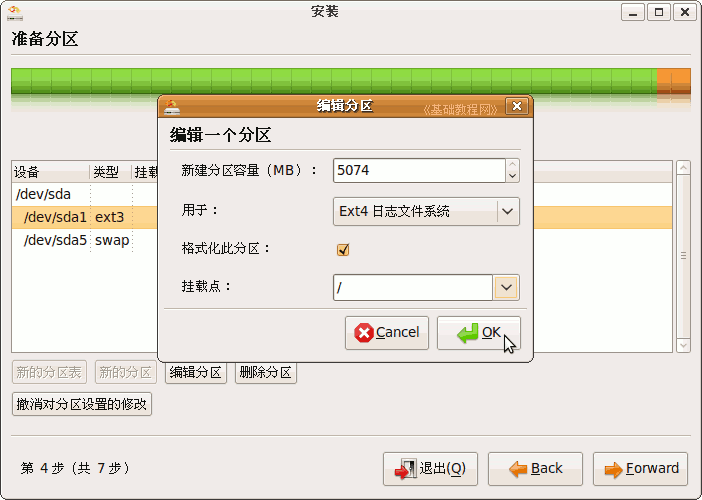 安装
准备分区
编辑分区 《基础教程网》
编辑一个分区
新建分区容量（MB）： 5074
用于： Ext4 日志文件系统
格式化此分区：
挂载点： /
Cancel OK
设备 类型 挂载
/dev/sda
/dev/sda1 ext3
/dev/sda5 swap
新的分区表 新的分区 编辑分区 删除分区
撤消对分区设置的修改
第 4 步（共 7 步） 退出(Q) Back Forward